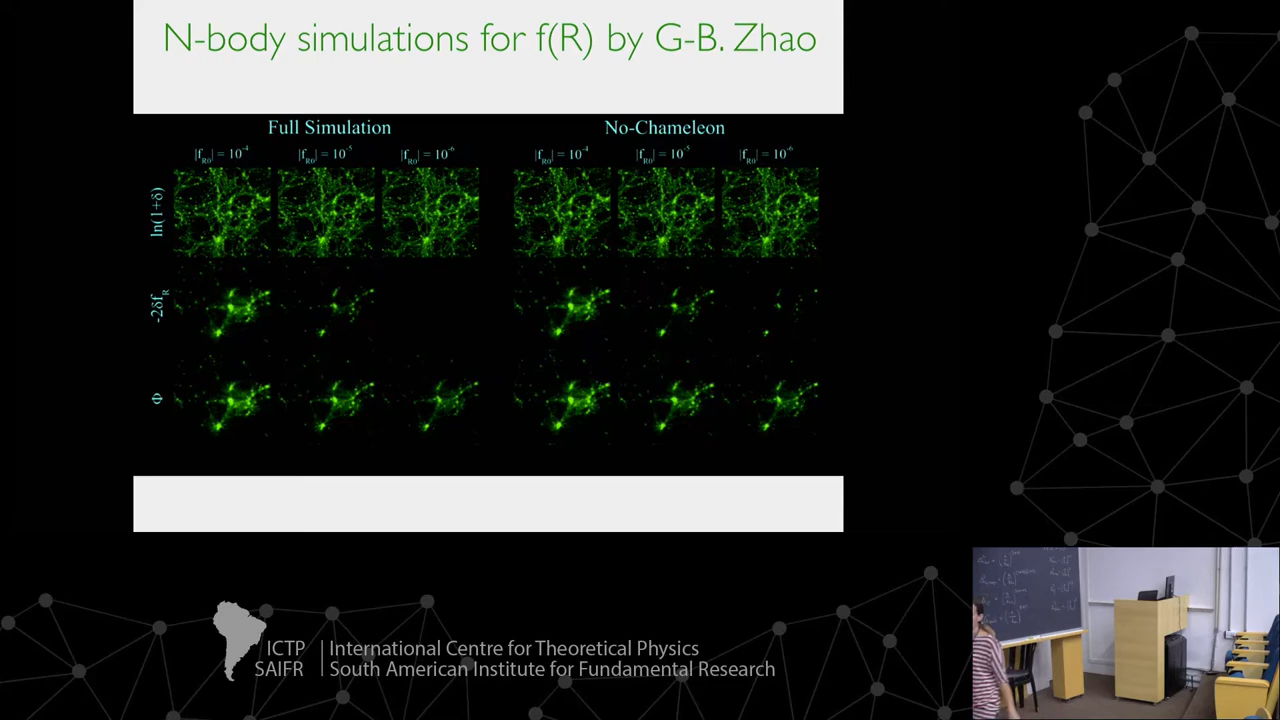 N-body simulations for f(R) by G-B. Zhao
Full Simulation
No-Chameleon
|f_R0| = 10^-4
|f_R0| = 10^-5
|f_R0| = 10^-6
|f_R0| = 10^-4
|f_R0| = 10^-5
|f_R0| = 10^-6
ln(1+δ)
-2δf_R
Φ
ICTP
SAIFR
International Centre for Theoretical Physics
South American Institute for Fundamental Research